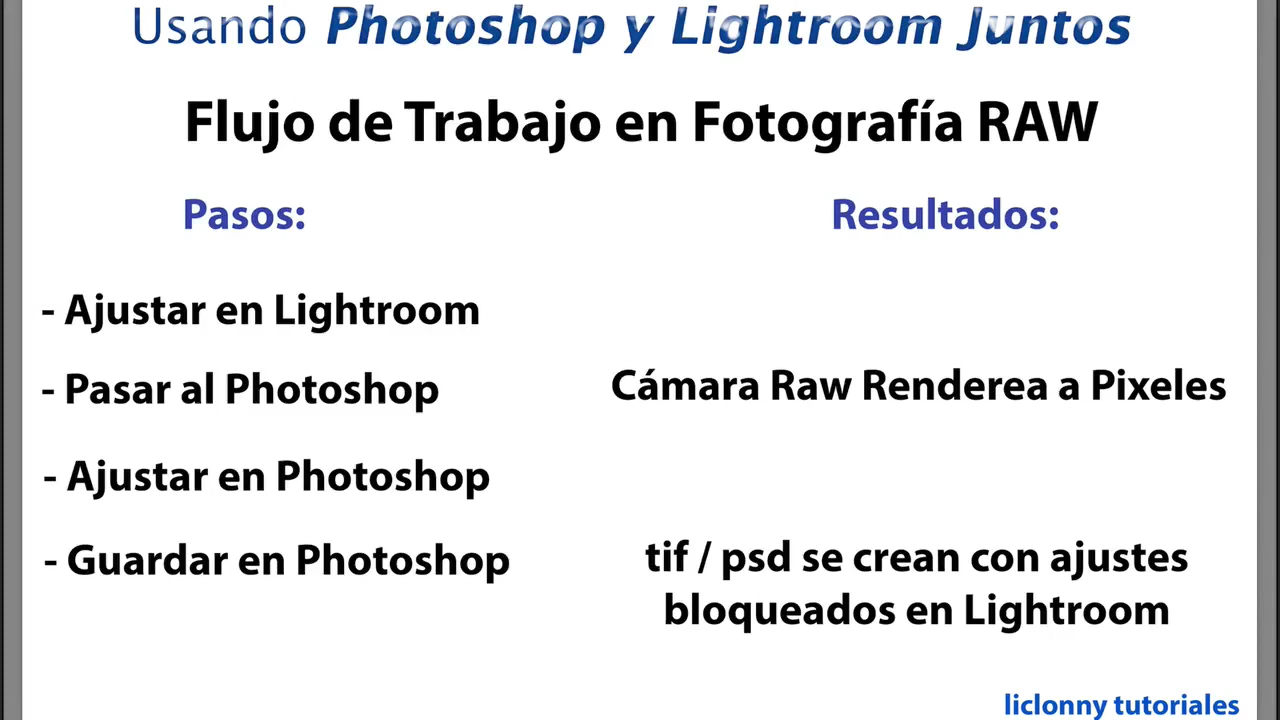 Usando Photoshop y Lightroom Juntos
Flujo de Trabajo en Fotografía RAW
Pasos:
Resultados:
- Ajustar en Lightroom
- Pasar al Photoshop
Cámara Raw Renderea a Pixeles
- Ajustar en Photoshop
- Guardar en Photoshop
tif / psd se crean con ajustes
bloqueados en Lightroom
liclonny tutoriales